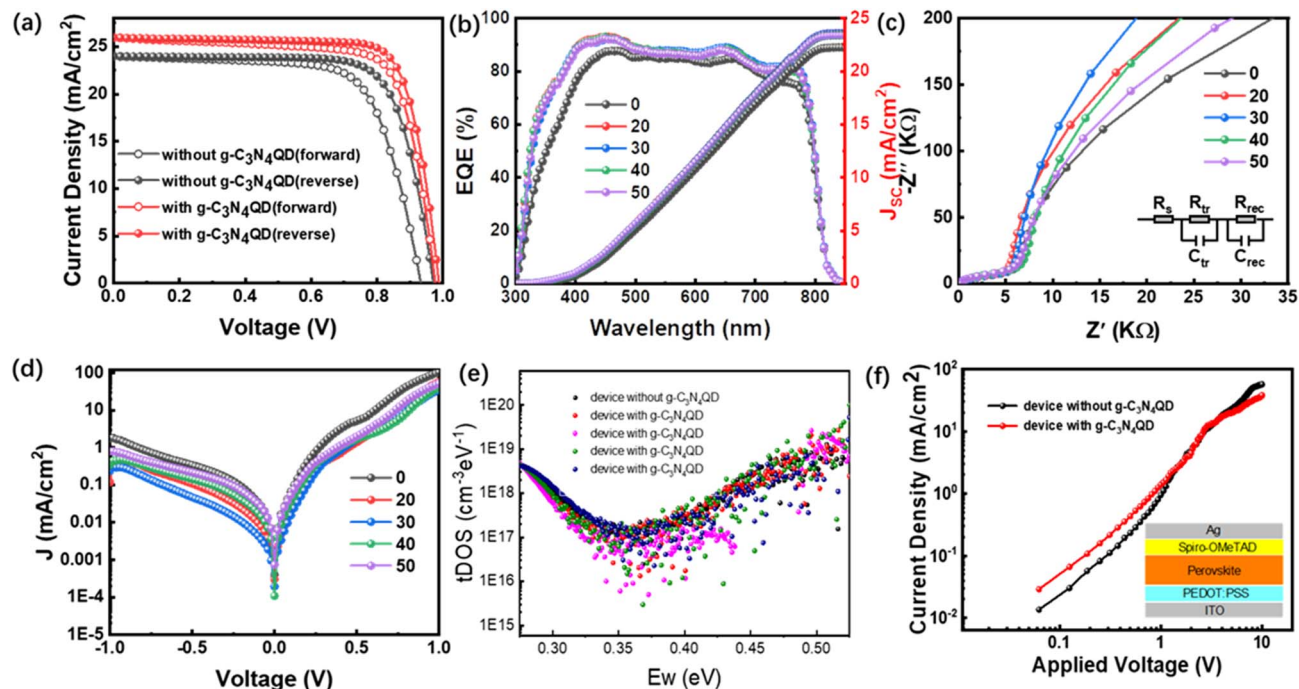 (a)
Current Density (mA/cm²)
30
25
20
15
10
5
0
without g-C₃N₄QD(forward)
without g-C₃N₄QD(reverse)
with g-C₃N₄QD(forward)
with g-C₃N₄QD(reverse)
0.0 0.2 0.4 0.6 0.8 1.0
Voltage (V)
(b)
EQE (%)
100
80
60
40
20
0
0
20
30
40
50
300 400 500 600 700 800
Wavelength (nm)
25
20
15
10
5
0
J_SC (mA/cm²)
(c)
-Z′′ (KΩ)
200
150
100
50
0
0
20
30
40
50
R_s R_tr R_rec
C_tr C_rec
0 5 10 15 20 25 30 35
Z′ (KΩ)
(d)
J (mA/cm²)
100
10
1
0.1
0.01
0.001
1E-4
1E-5
0
20
30
40
50
-1.0 -0.5 0.0 0.5 1.0
Voltage (V)
(e)
tDOS (cm⁻³eV⁻¹)
1E20
1E19
1E18
1E17
1E16
1E15
device without g-C₃N₄QD
device with g-C₃N₄QD
device with g-C₃N₄QD
device with g-C₃N₄QD
device with g-C₃N₄QD
0.30 0.35 0.40 0.45 0.50
Ew (eV)
(f)
Current Density (mA/cm²)
10²
10¹
10⁰
10⁻¹
10⁻²
device without g-C₃N₄QD
device with g-C₃N₄QD
Ag
Spiro-OMeTAD
Perovskite
PEDOT:PSS
ITO
0.1 1 10
Applied Voltage (V)